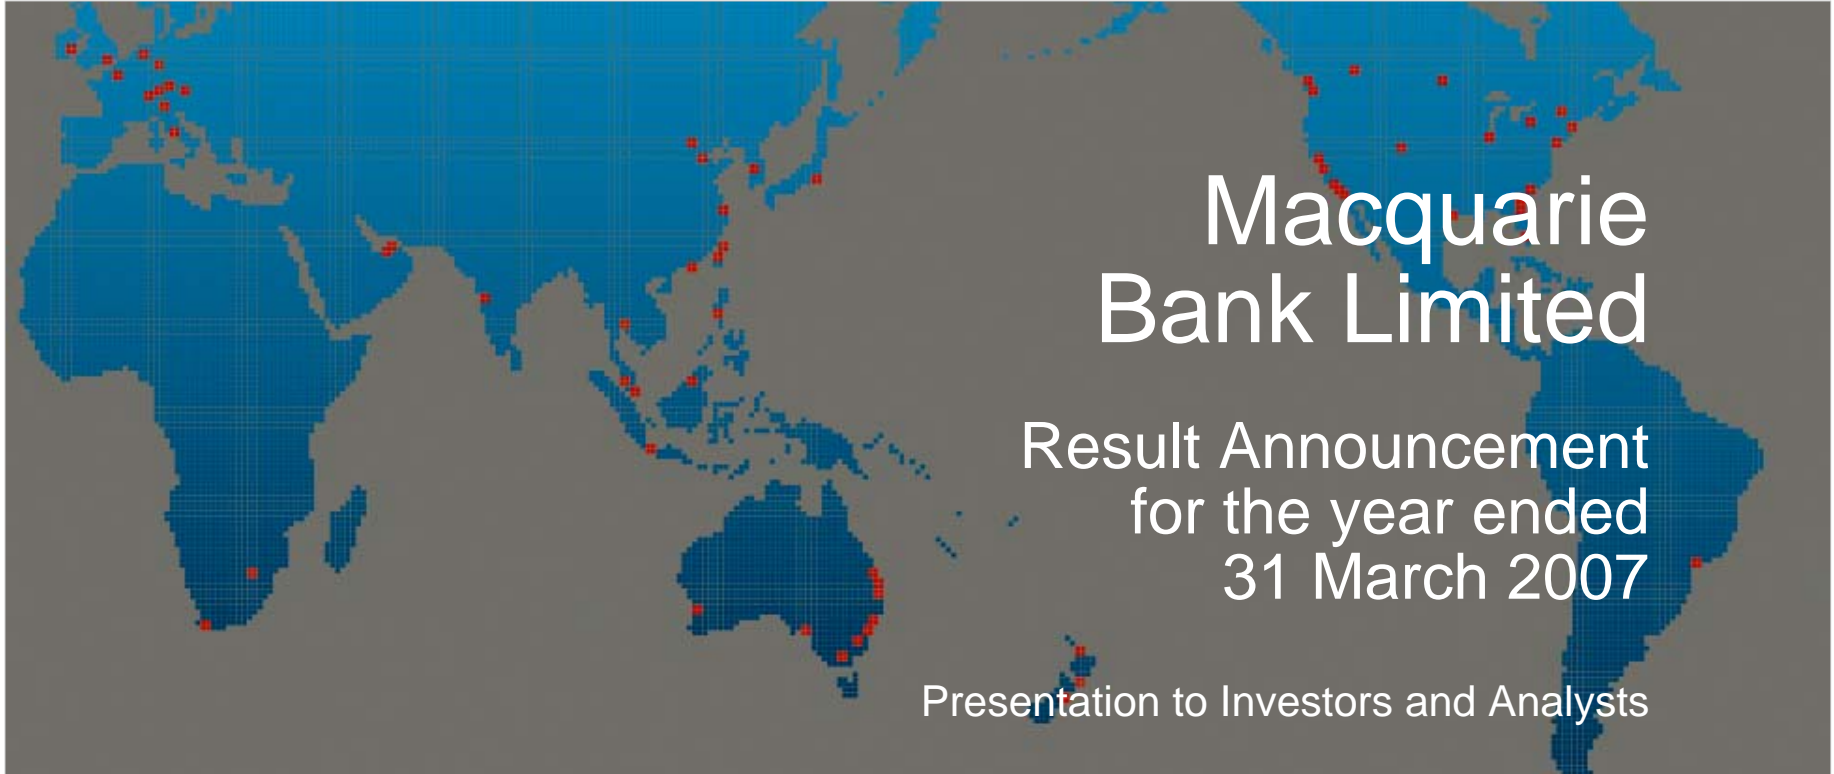 Macquarie
Bank Limited
Result Announcement
for the year ended
31 March 2007
Presentation to Investors and Analysts